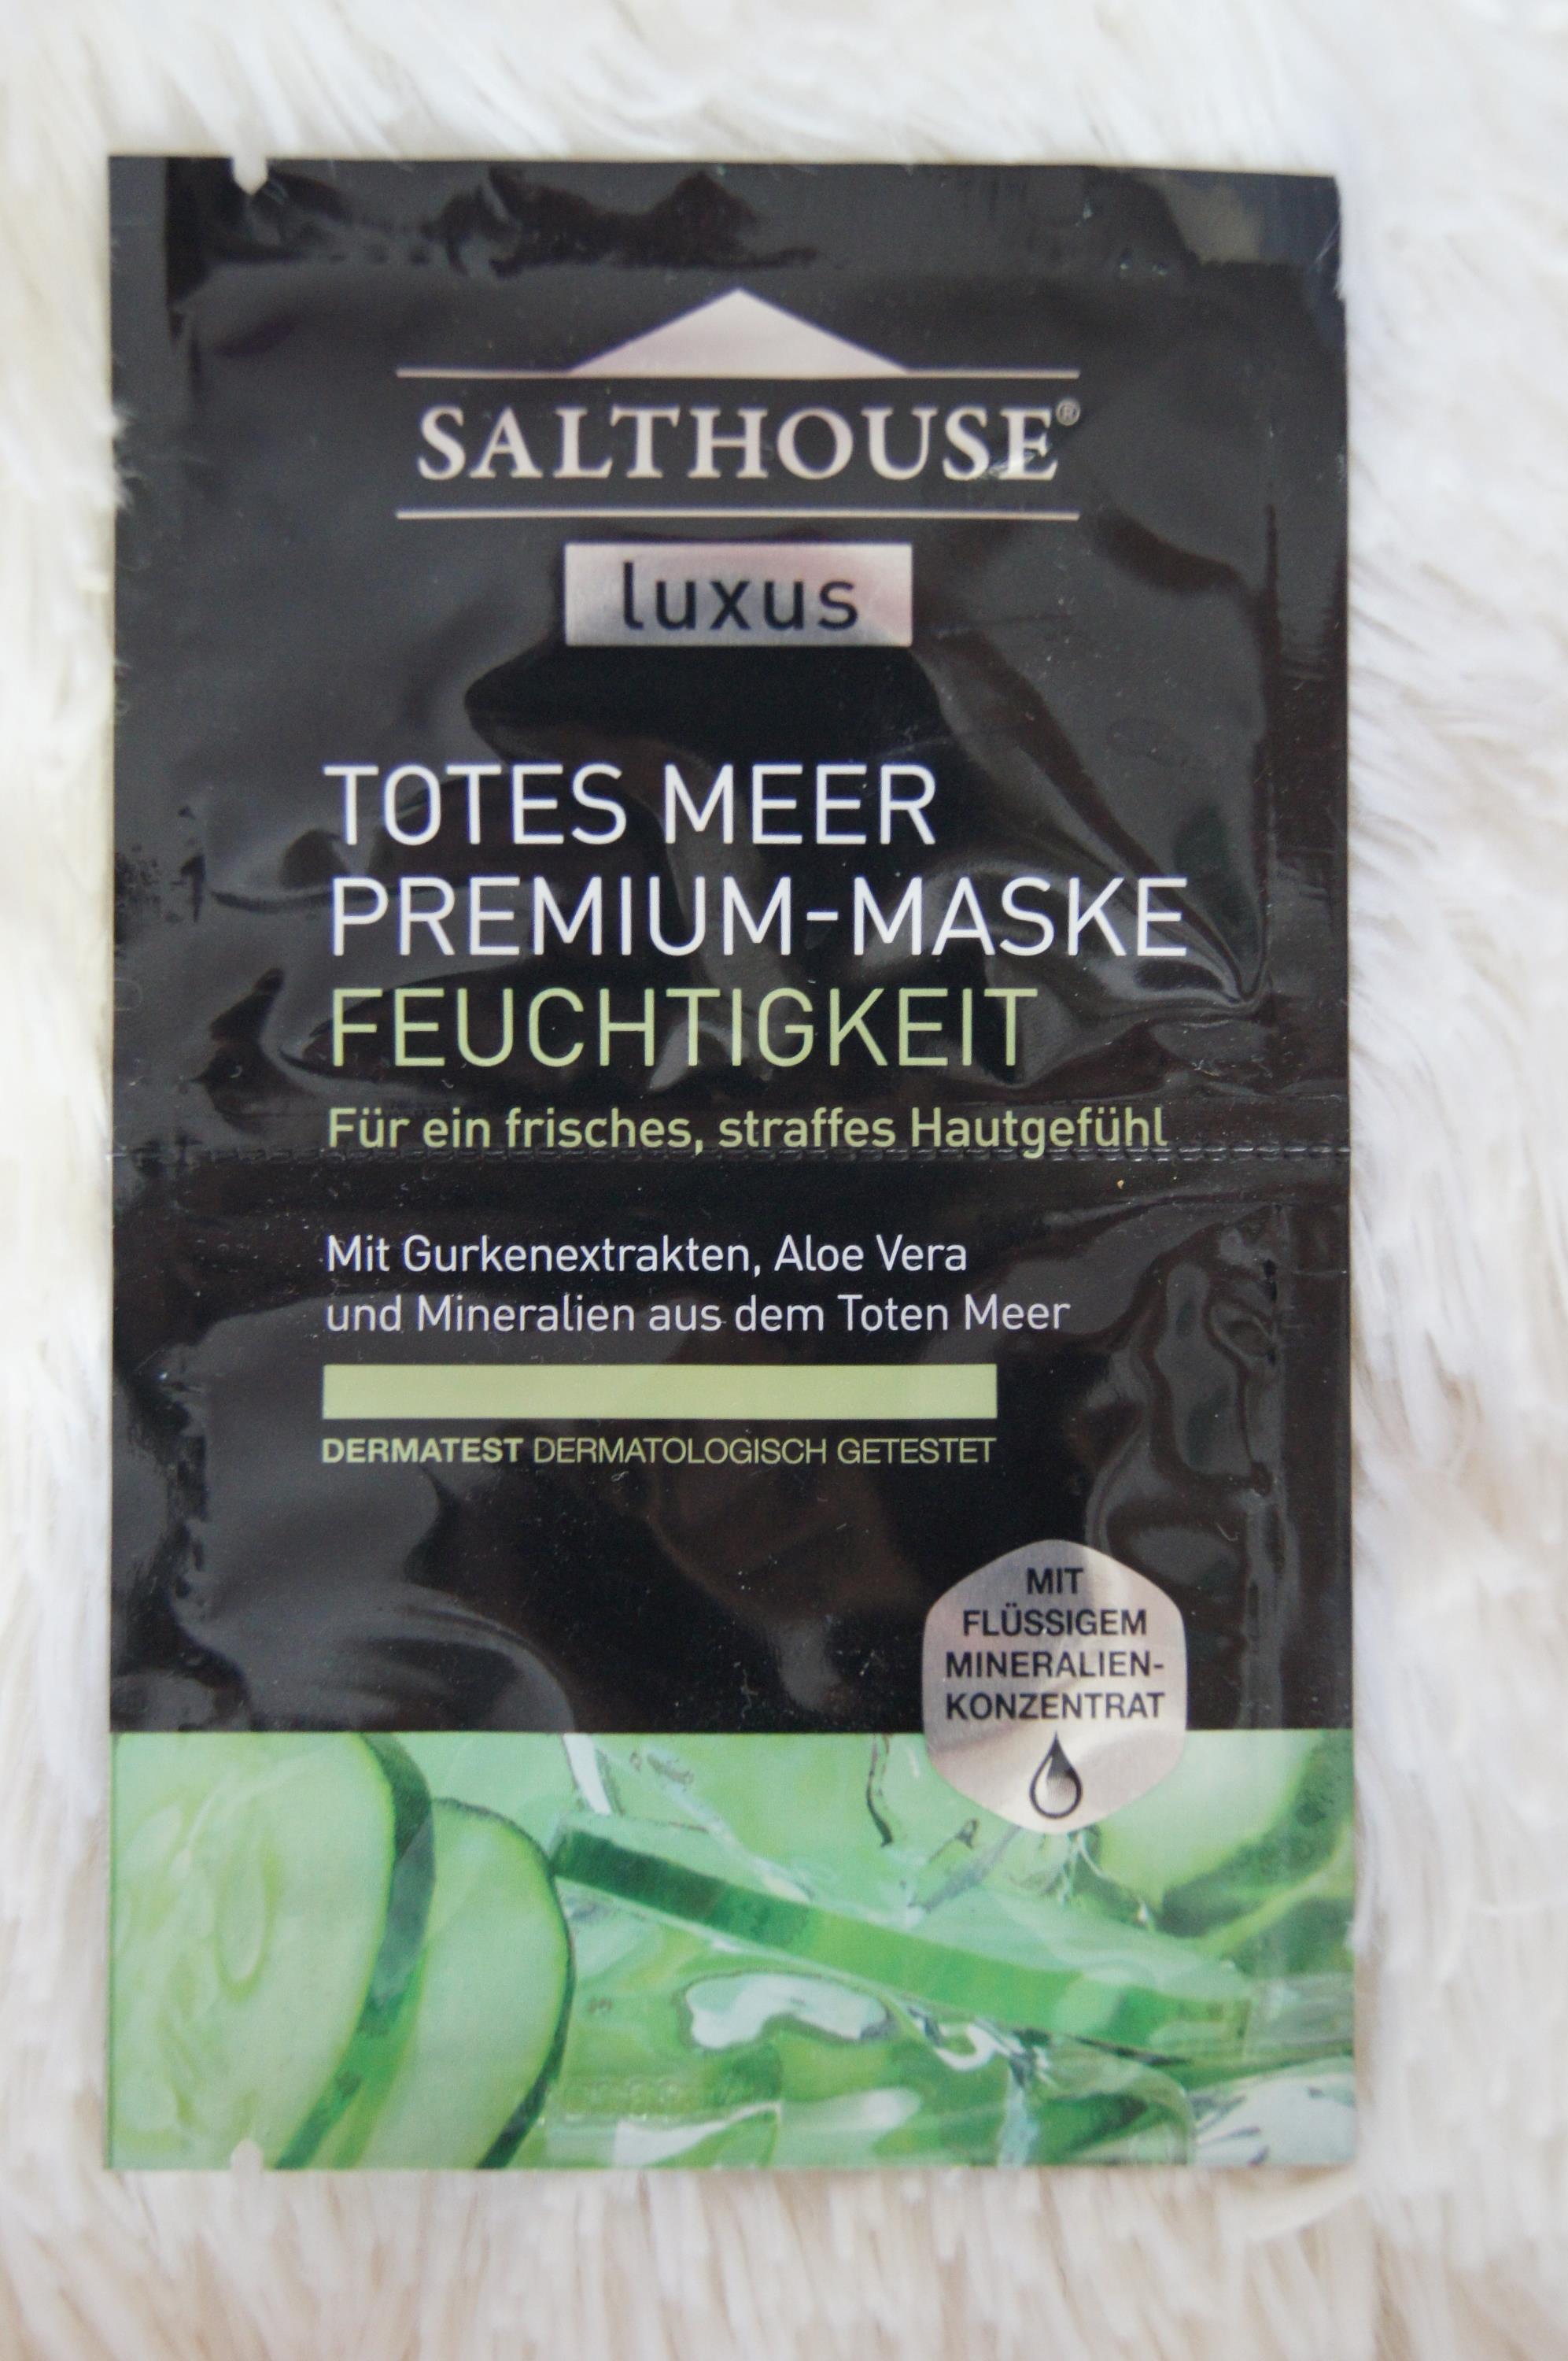 SALTHOUSE®
luxus
TOTES MEER
PREMIUM-MASKE
FEUCHTIGKEIT
Für ein frisches, straffes Hautgefühl
Mit Gurkenextrakten, Aloe Vera
und Mineralien aus dem Toten Meer
DERMATEST DERMATOLOGISCH GETESTET
MIT
FLÜSSIGEM
MINERALIEN-
KONZENTRAT